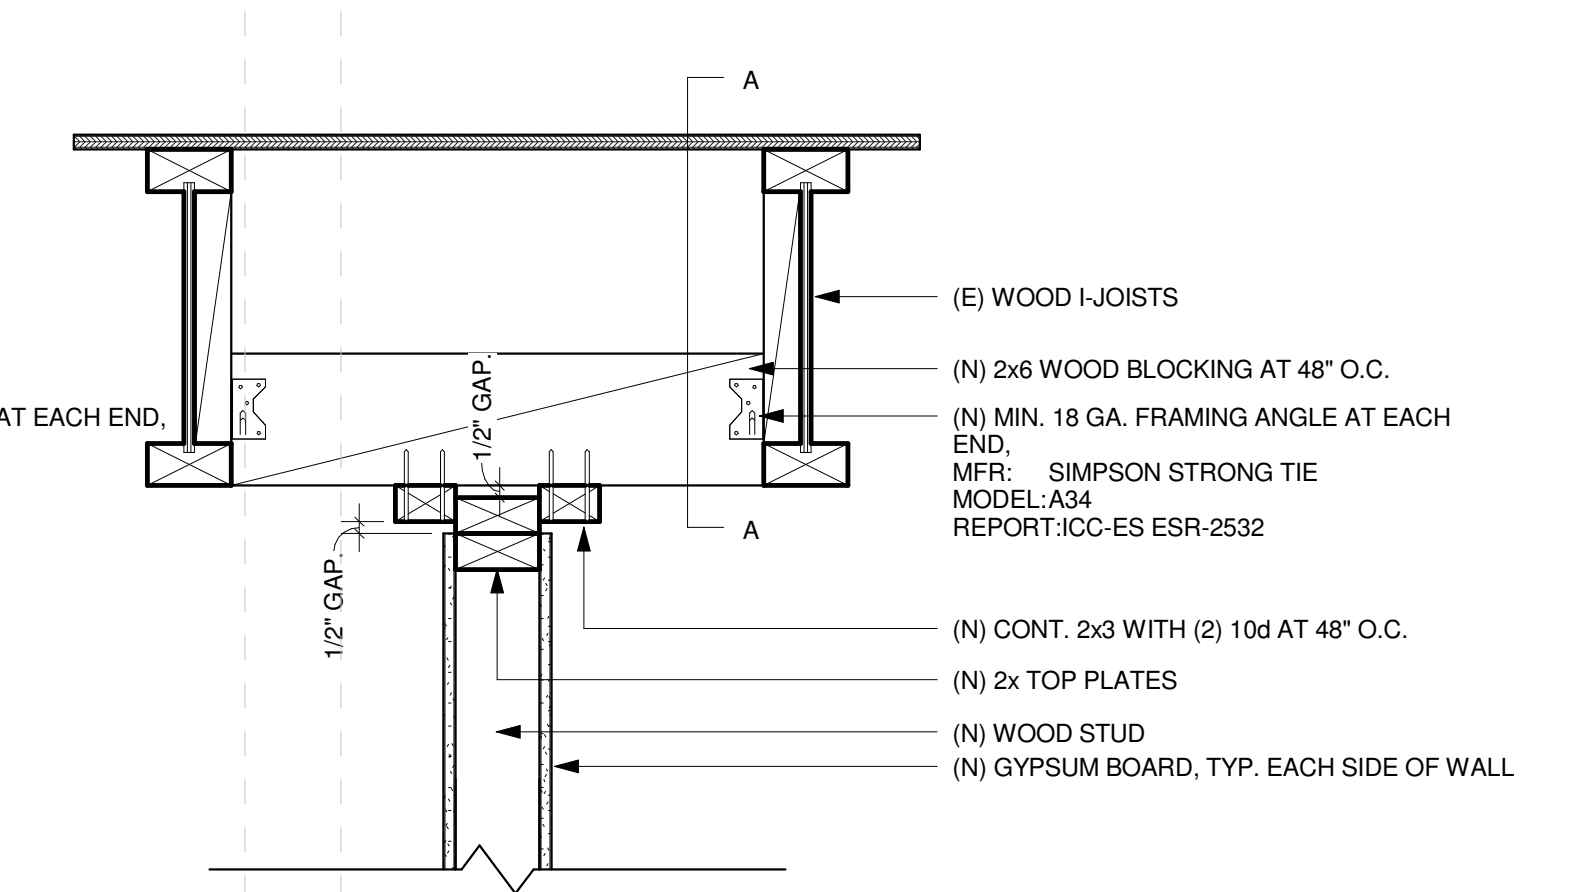 A
(E) WOOD I-JOISTS
(N) 2x6 WOOD BLOCKING AT 48" O.C.
AT EACH END,
(N) MIN. 18 GA. FRAMING ANGLE AT EACH
END,
MFR: SIMPSON STRONG TIE
MODEL:A34
REPORT:ICC-ES ESR-2532
1/2" GAP.
A
1/2" GAP.
(N) CONT. 2x3 WITH (2) 10d AT 48" O.C.
(N) 2x TOP PLATES
(N) WOOD STUD
(N) GYPSUM BOARD, TYP. EACH SIDE OF WALL